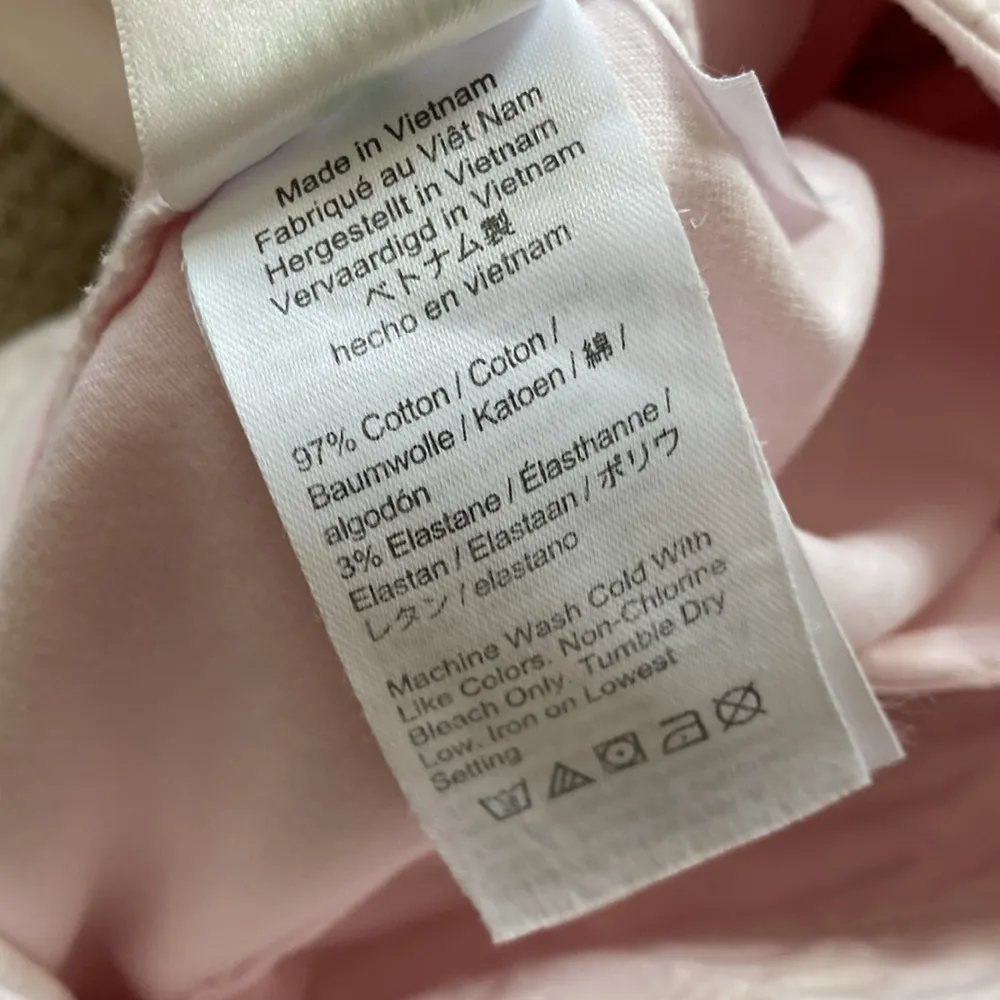 Made in Vietnam
Fabriqué au Viêt Nam
Hergestellt in Vietnam
Vervaardigd in Vietnam
ベトナム製
hecho en vietnam
97% Cotton / Coton /
Baumwolle / Katoen / 綿 /
algodón
3% Elastane / Élasthanne /
Elastan / Elastaan / ポリウ
レタン / elastano
Machine Wash Cold With
Like Colors. Non-Chlorine
Bleach Only. Tumble Dry
Low. Iron on Lowest
Setting